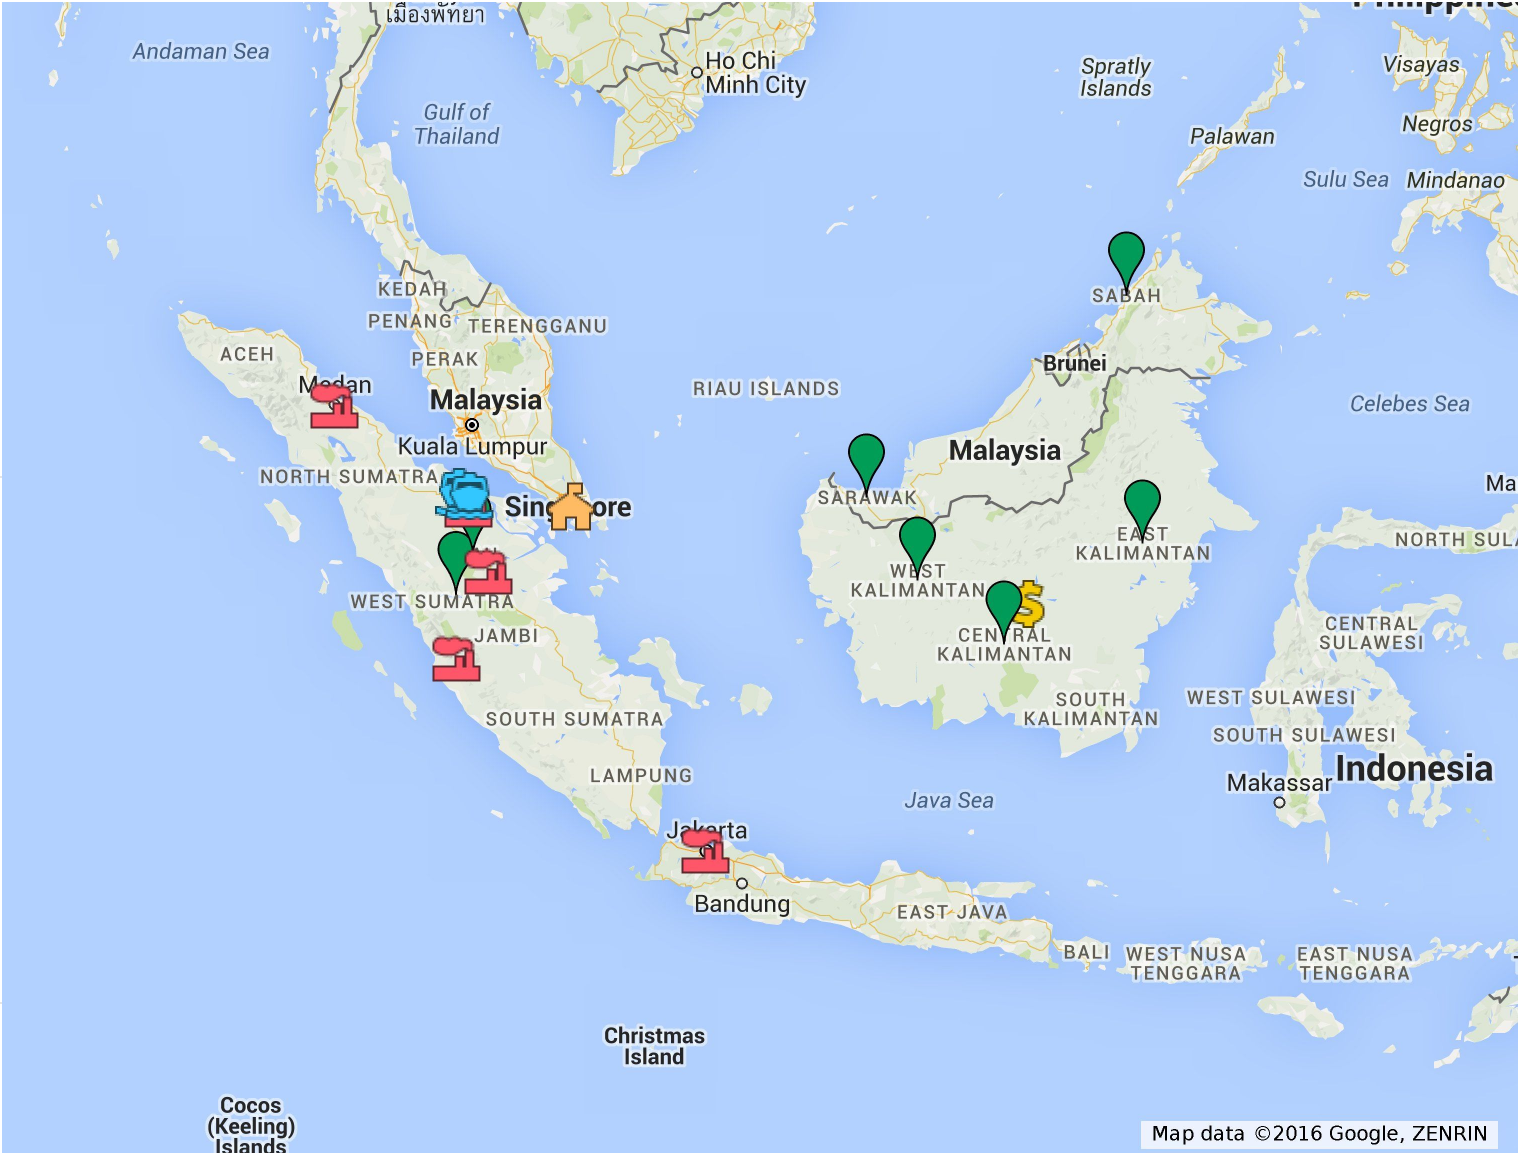 เมืองพัทยา
Andaman Sea
Gulf of
Thailand
Ho Chi
Minh City
Spratly
Islands
Visayas
Palawan
Negros
Sulu Sea
Mindanao
KEDAH
PENANG
TERENGGANU
PERAK
ACEH
Medan
Malaysia
Kuala Lumpur
NORTH SUMATRA
RIAU ISLANDS
SABAH
Brunei
Malaysia
SARAWAK
Celebes Sea
WEST
KALIMANTAN
EAST
KALIMANTAN
CENTRAL
KALIMANTAN
SOUTH
KALIMANTAN
WEST SUMATRA
JAMBI
SOUTH SUMATRA
LAMPUNG
Java Sea
Jakarta
Bandung
EAST JAVA
BALI
WEST NUSA
TENGGARA
EAST NUSA
TENGGARA
Ma
NORTH SULA
CENTRAL
SULAWESI
WEST SULAWESI
SOUTH SULAWESI
Indonesia
Makassar
Christmas
Island
Cocos
(Keeling)
Islands
Map data ©2016 Google, ZENRIN